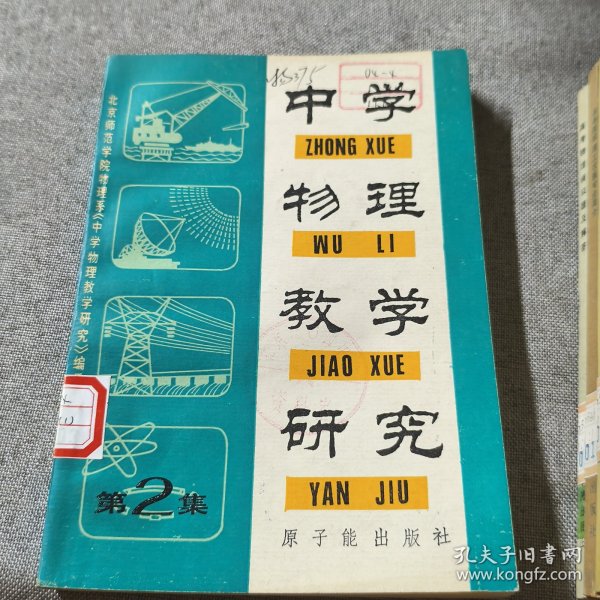 北京师范学院物理系《中学物理教学研究》编
中学
ZHONG XUE
物理
WU LI
教学
JIAO XUE
研究
YAN JIU
第2集
原子能出版社
04-4
孔夫子旧书网
www.kongfz.com